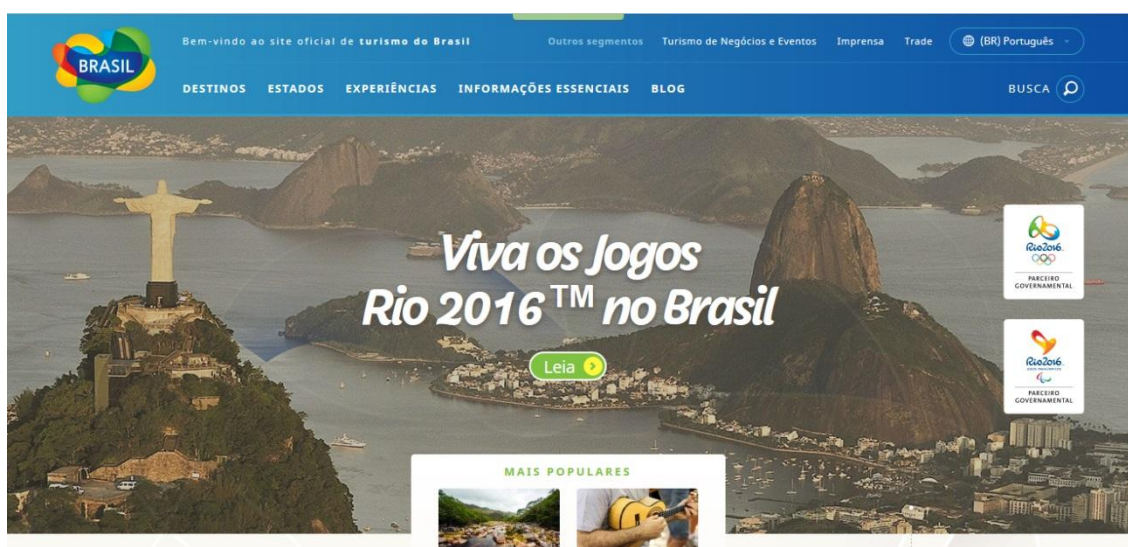 BRASIL
Bem-vindo ao site oficial de turismo do Brasil
Outros segmentos Turismo de Negócios e Eventos Imprensa Trade (BR) Português
DESTINOS ESTADOS EXPERIÊNCIAS INFORMAÇÕES ESSENCIAIS BLOG
BUSCA
Viva os Jogos
Rio 2016™ no Brasil
Leia
Rio2016
PARCEIRO
GOVERNAMENTAL
Rio2016
PARCEIRO
GOVERNAMENTAL
MAIS POPULARES